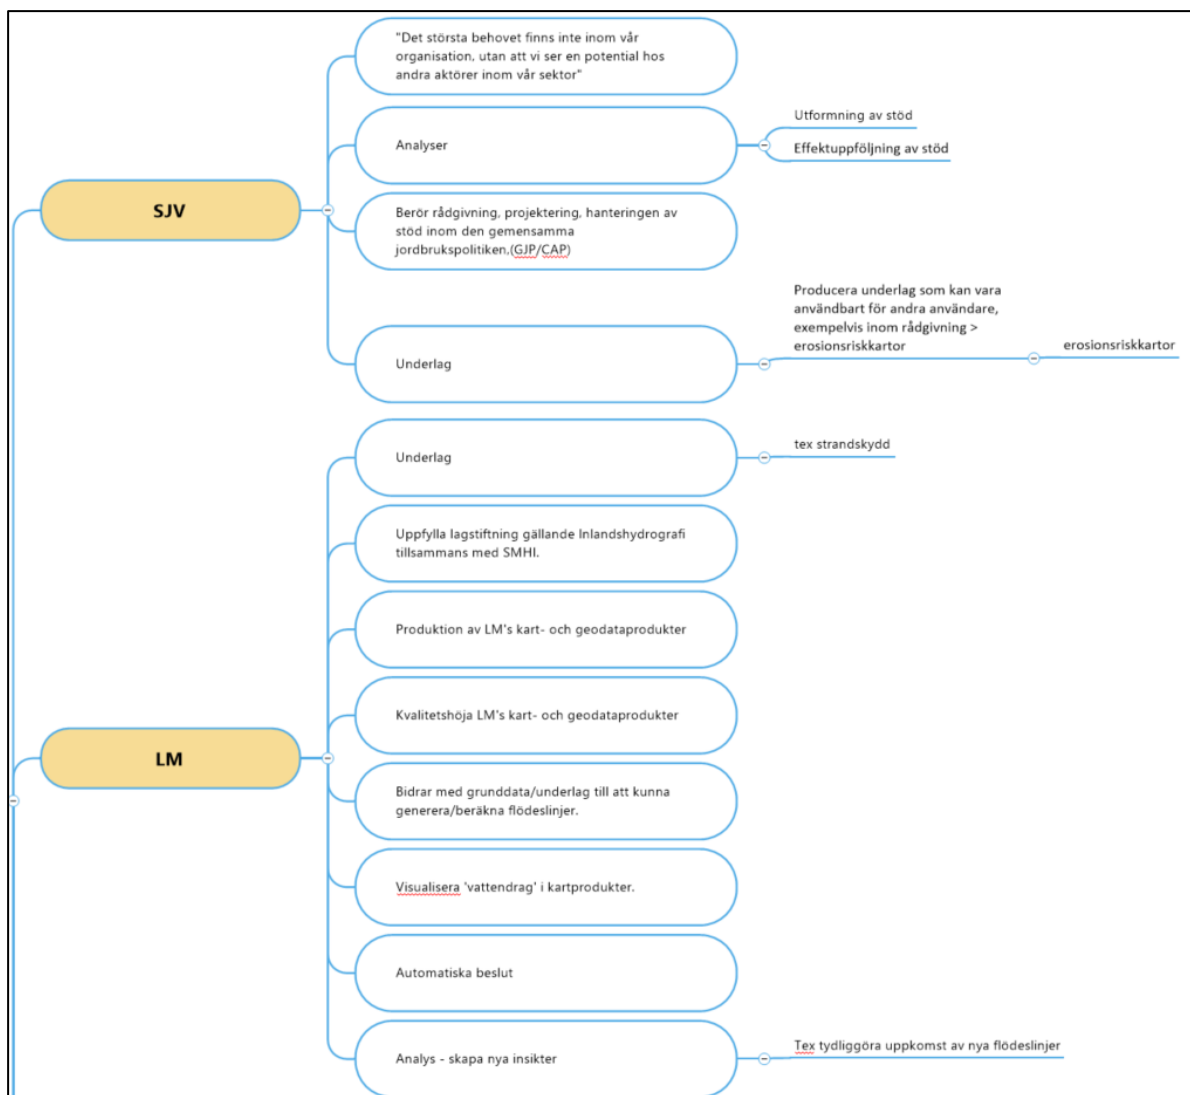 SJV
"Det största behovet finns inte inom vår
organisation, utan att vi ser en potential hos
andra aktörer inom vår sektor"
Analyser
Utformning av stöd
Effektuppföljning av stöd
Berör rådgivning, projektering, hanteringen av
stöd inom den gemensamma
jordbrukspolitiken,(GJP/CAP)
Underlag
Producera underlag som kan vara
användbart för andra användare,
exempelvis inom rådgivning >
erosionsriskkartor
erosionsriskkartor
LM
Underlag
tex strandskydd
Uppfylla lagstiftning gällande Inlandshydrografi
tillsammans med SMHI.
Produktion av LM's kart- och geodataprodukter
Kvalitetshöja LM's kart- och geodataprodukter
Bidrar med grunddata/underlag till att kunna
generera/beräkna flödeslinjer.
Visualisera 'vattendrag' i kartprodukter.
Automatiska beslut
Analys - skapa nya insikter
Tex tydliggöra uppkomst av nya flödeslinjer